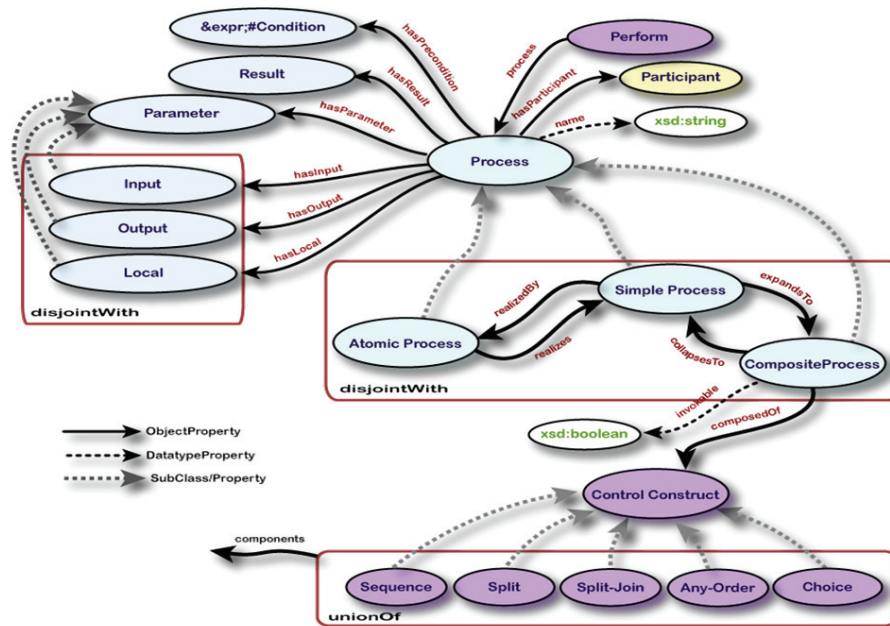 &expr;#Condition
Perform
hasPrecondition
process
Result
hasResult
hasParticipant
Participant
Parameter
hasParameter
name
xsd:string
Process
Input
hasInput
Output
hasOutput
Local
hasLocal
disjointWith
realizedBy
Simple Process
expandsTo
Atomic Process
realizes
collapsesTo
CompositeProcess
disjointWith
invokable
composedOf
xsd:boolean
ObjectProperty
DatatypeProperty
SubClass/Property
Control Construct
components
Sequence
Split
Split-Join
Any-Order
Choice
unionOf